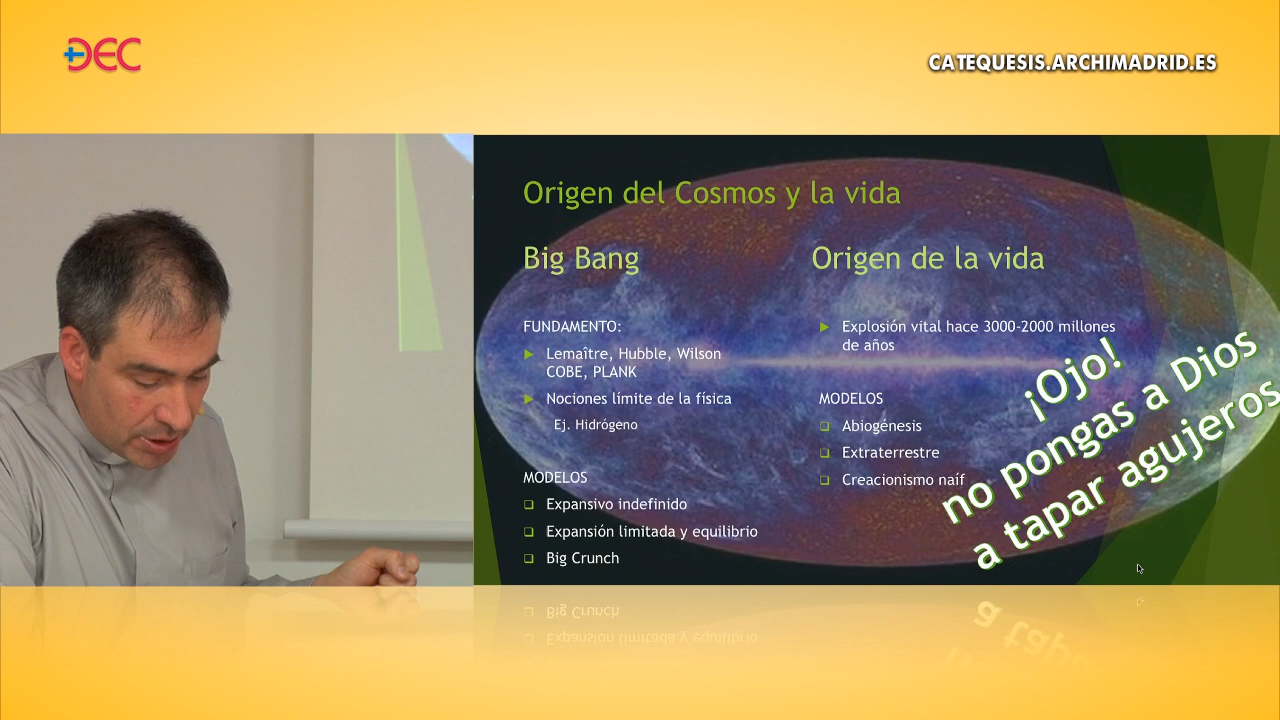 DEC
CATEQUESIS.ARCHIMADRID.ES
Origen del Cosmos y la vida
Big Bang
FUNDAMENTO:
Lemaître, Hubble, Wilson
COBE, PLANK
Nociones límite de la física
Ej. Hidrógeno
MODELOS
Expansivo indefinido
Expansión limitada y equilibrio
Big Crunch
Origen de la vida
Explosión vital hace 3000-2000 millones
de años
MODELOS
Abiogénesis
Extraterrestre
Creacionismo naíf
¡Ojo!
no pongas a Dios
a tapar agujeros